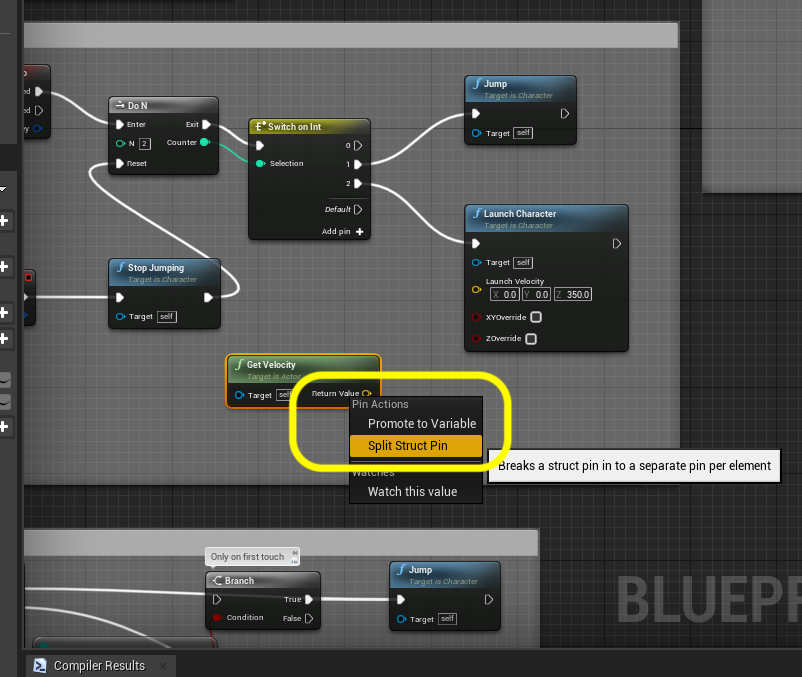 Do N
Enter
Exit
N 2
Counter
Reset
Switch on Int
0
Selection
1
2
Default
Add pin
Jump
Target is Character
Target self
Launch Character
Target is Character
Target self
Launch Velocity
X 0.0 Y 0.0 Z 350.0
XYOverride
ZOverride
Stop Jumping
Target is Character
Target self
Get Velocity
Target is Actor
Target self
Return Value
Pin Actions
Promote to Variable
Split Struct Pin
Breaks a struct pin in to a separate pin per element
Watches
Watch this value
Only on first touch
Branch
True
Condition
False
Jump
Target is Character
Target self
BLUEPR
Compiler Results